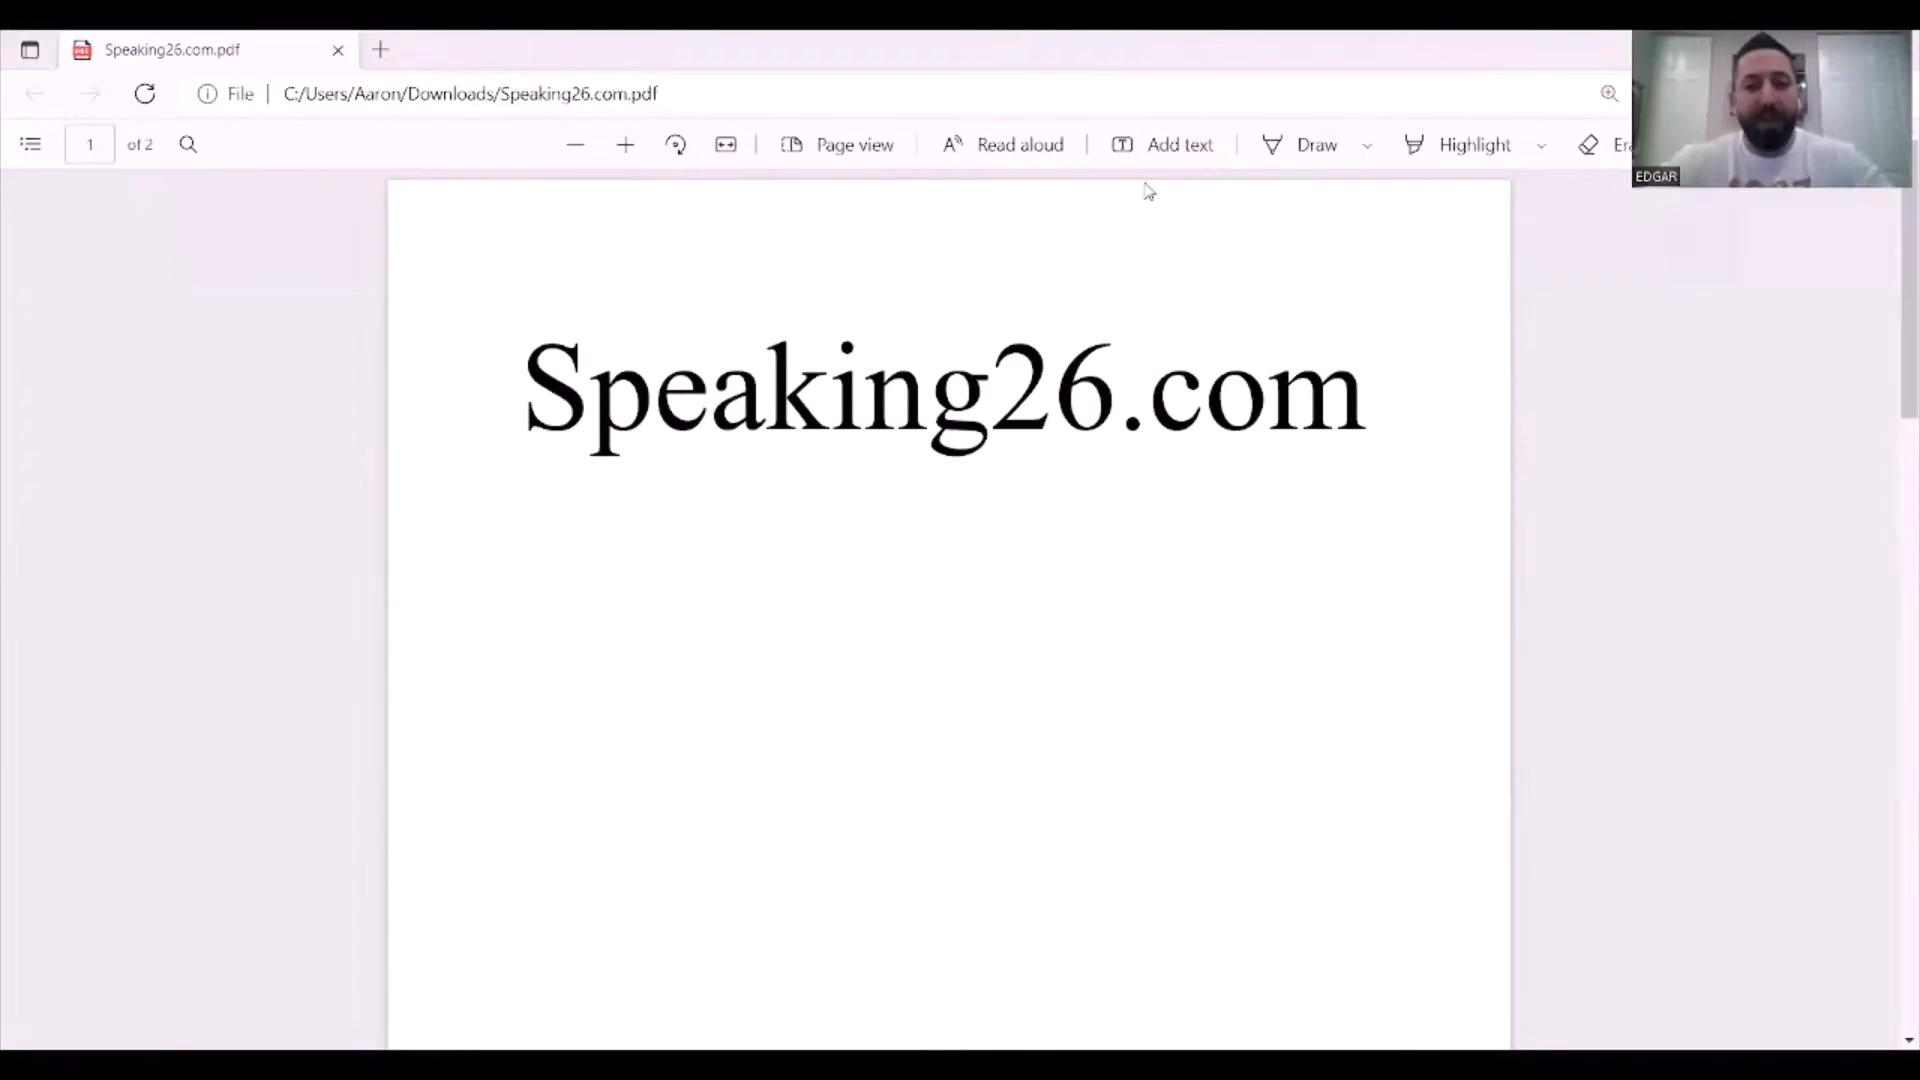 Speaking26.com.pdf
File C:/Users/Aaron/Downloads/Speaking26.com.pdf
1 of 2 Page view Read aloud Add text Draw Highlight
EDGAR
Speaking26.com